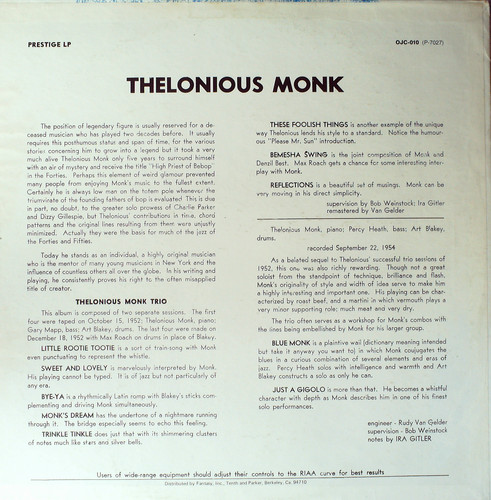 PRESTIGE LP
OJC-010 (P-7027)
THELONIOUS MONK
The position of legendary figure is usually reserved for a de-
ceased musician who has played two decades before. It usually
requires this posthumous status and span of time, for the various
stories concerning him to grow into a legend but it took a very
much alive Thelonious Monk only five years to surround himself
with an air of mystery and receive the title "High Priest of Bebop"
in the Forties. Perhaps this element of weird glamour prevented
many people from enjoying Monk's music to the fullest extent.
Certainly he is always low man on the totem pole whenever the
triumvirate of the founding fathers of bop is evaluated! This is due
in part, no doubt, to the greater solo prowess of Charlie Parker
and Dizzy Gillespie, but Thelonious' contributions in time, chord
patterns and the original lines resulting from them were unjustly
minimized. Actually they were the basis for much of the jazz of
the Forties and Fifties.
Today he stands as an individual, a highly original musician
who is the mentor of many young musicians in New York and the
influence of countless others all over the globe. In his writing and
playing, he consistently proves his right to the often misapplied
title of creator.
THELONIOUS MONK TRIO
This album is composed of two separate sessions. The first
four were taped on October 15, 1952; Thelonious Monk, piano;
Gary Mapp, bass; Art Blakey, drums. The last four were made on
December 18, 1952 with Max Roach on drums in place of Blakey.
LITTLE ROOTIE TOOTIE is a sort of train-song with Monk
even punctuating to represent the whistle.
SWEET AND LOVELY is marvelously interpreted by Monk.
His playing cannot be typed. It is of jazz but not particularly of
any era.
BYE-YA is a rhythmically Latin romp with Blakey's sticks com-
plementing and driving Monk simultaneously.
MONK'S DREAM has the undertone of a nightmare running
through it. The bridge especially seems to echo this feeling.
TRINKLE TINKLE does just that with its shimmering clusters
of notes much like stars and silver bells.
THESE FOOLISH THINGS is another example of the unique
way Thelonious lends his style to a standard. Notice the humour-
ous "Please Mr. Sun" introduction.
BEMESHA SWING is the joint composition of Monk and
Denzil Best. Max Roach gets a chance for some interesting inter-
play with Monk.
REFLECTIONS is a beautiful set of musings. Monk can be
very moving in his direct simplicity.
supervision by Bob Weinstock; Ira Gitler
remastered by Van Gelder
Thelonious Monk, piano; Percy Heath, bass; Art Blakey,
drums.
recorded September 22, 1954
As a belated sequel to Thelonious' successful trio sessions of
1952, this one was also richly rewarding. Though not a great
soloist from the standpoint of technique, brilliance and flash,
Monk's originality of style and width of idea serve to make him
a highly interesting and important one. His playing can be char-
acterized by roast beef, and a martini in which vermouth plays a
very minor supporting role; much meat and very dry.
The trio often serves as a workshop for Monk's combos with
the lines being embellished by Monk for his larger group.
BLUE MONK is a plaintive wail (dictionary meaning intended
but take it anyway you want to) in which Monk conjugates the
blues in a curious combination of several elements and eras of
jazz. Percy Heath solos with intelligence and warmth and Art
Blakey constructs a solo as only he can.
JUST A GIGOLO is more than that. He becomes a whistful
character with depth as Monk describes him in one of his finest
solo performances.
engineer - Rudy Van Gelder
supervision - Bob Weinstock
notes by IRA GITLER
Users of wide-range equipment should adjust their controls to the RIAA curve for best results
Distributed by Fantasy, Inc., Tenth and Parker, Berkeley, Ca 94710